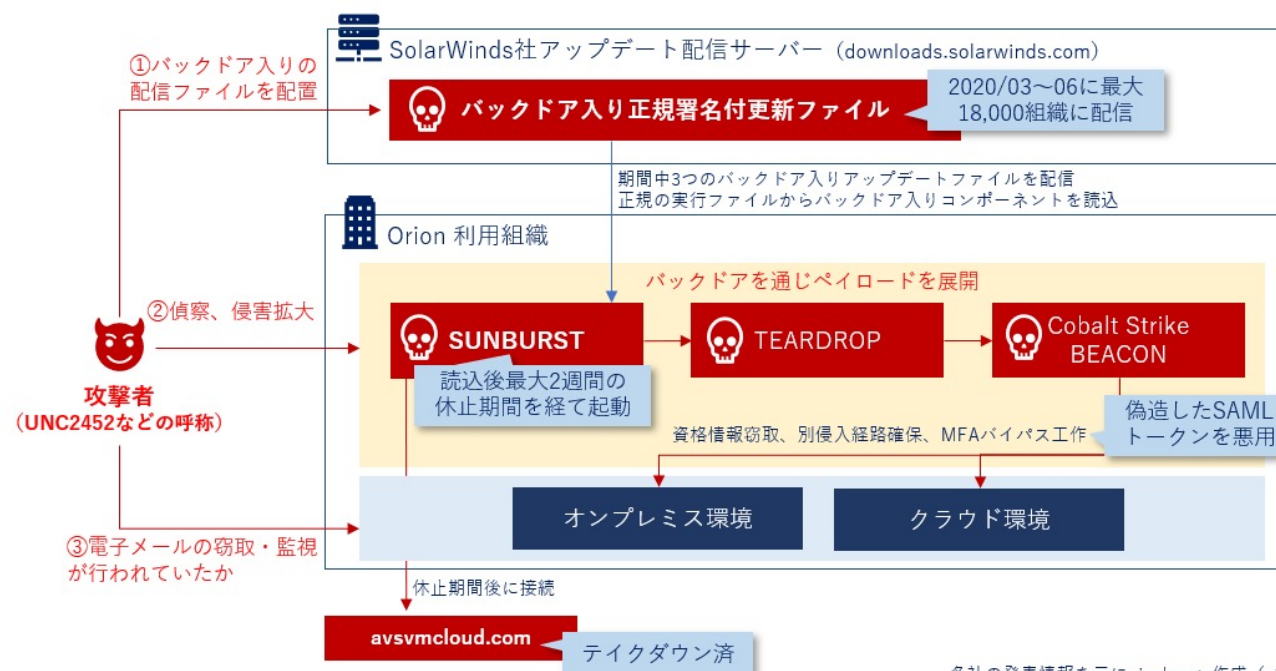 SolarWinds社アップデート配信サーバー（downloads.solarwinds.com）
①バックドア入りの
配信ファイルを配置
バックドア入り正規署名付更新ファイル
2020/03～06に最大
18,000組織に配信
期間中3つのバックドア入りアップデートファイルを配信
正規の実行ファイルからバックドア入りコンポーネントを読込
Orion 利用組織
バックドアを通じペイロードを展開
②偵察、侵害拡大
SUNBURST
TEARDROP
Cobalt Strike
BEACON
読込後最大2週間の
休止期間を経て起動
攻撃者
（UNC2452などの呼称）
偽造したSAML
トークンを悪用
資格情報窃取、別侵入経路確保、MFAバイパス工作
オンプレミス環境
クラウド環境
③電子メールの窃取・監視
が行われていたか
休止期間後に接続
avsvmcloud.com
テイクダウン済